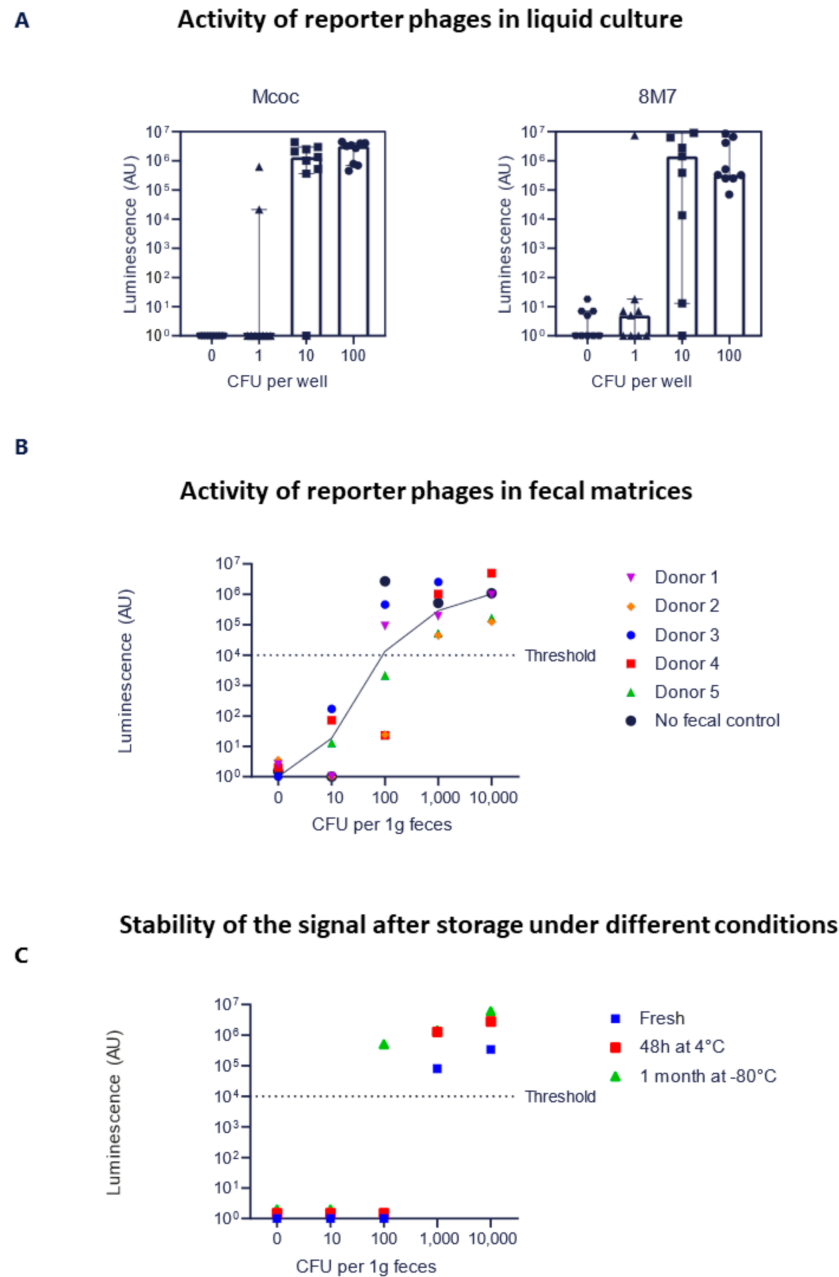 A
Activity of reporter phages in liquid culture
Mcoc
8M7
Luminescence (AU)
10⁷
10⁶
10⁵
10⁴
10³
10²
10¹
10⁰
0
1
10
100
CFU per well
Luminescence (AU)
10⁷
10⁶
10⁵
10⁴
10³
10²
10¹
10⁰
0
1
10
100
CFU per well
B
Activity of reporter phages in fecal matrices
Luminescence (AU)
10⁷
10⁶
10⁵
10⁴
10³
10²
10¹
10⁰
0
10
100
1,000
10,000
CFU per 1g feces
Threshold
Donor 1
Donor 2
Donor 3
Donor 4
Donor 5
No fecal control
Stability of the signal after storage under different conditions
C
Luminescence (AU)
10⁷
10⁶
10⁵
10⁴
10³
10²
10¹
10⁰
0
10
100
1,000
10,000
CFU per 1g feces
Threshold
Fresh
48h at 4°C
1 month at -80°C